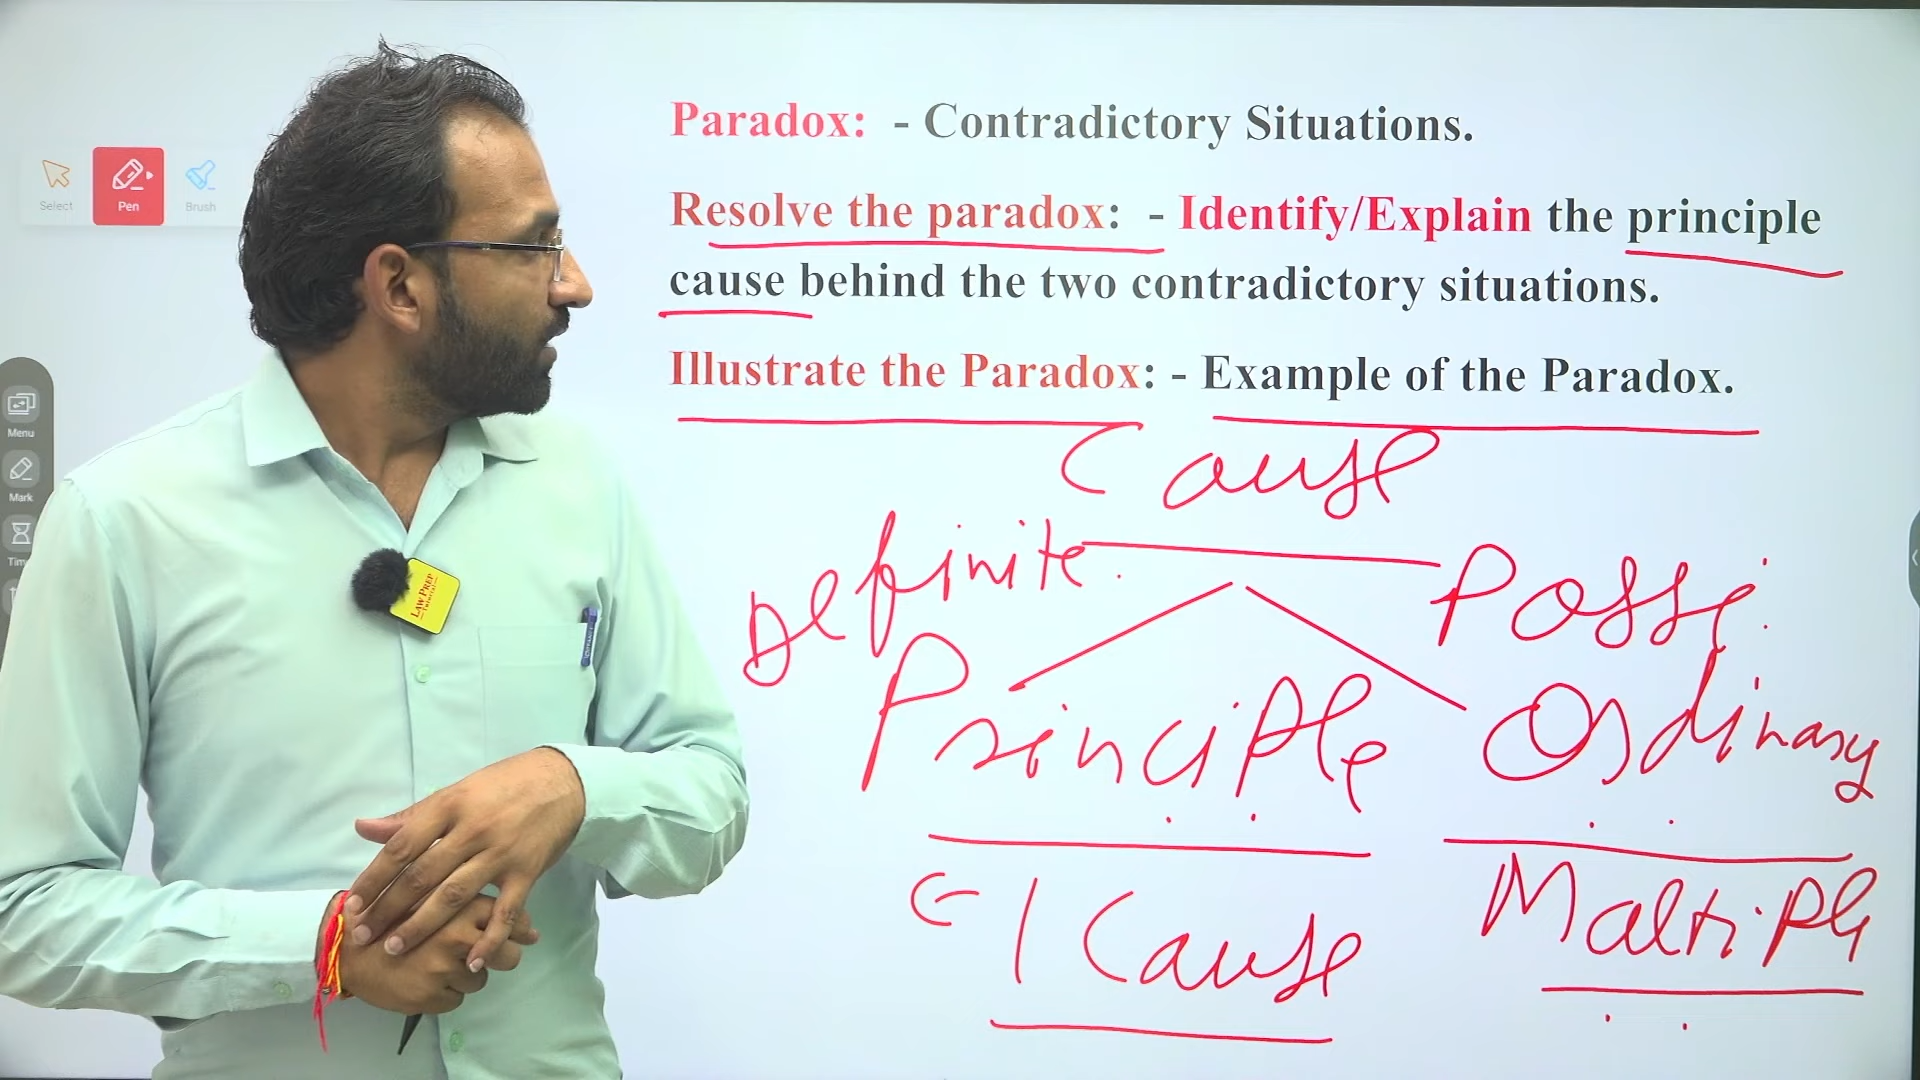 Paradox: - Contradictory Situations.
Resolve the paradox: - Identify/Explain the principle
cause behind the two contradictory situations.
Illustrate the Paradox: - Example of the Paradox.
Cause
Definite.
Possi
Principle
Ordinary
1 Cause
Multiple
Select
Pen
Brush
Menu
Mark
Tim
LAW PREP
Tutorial